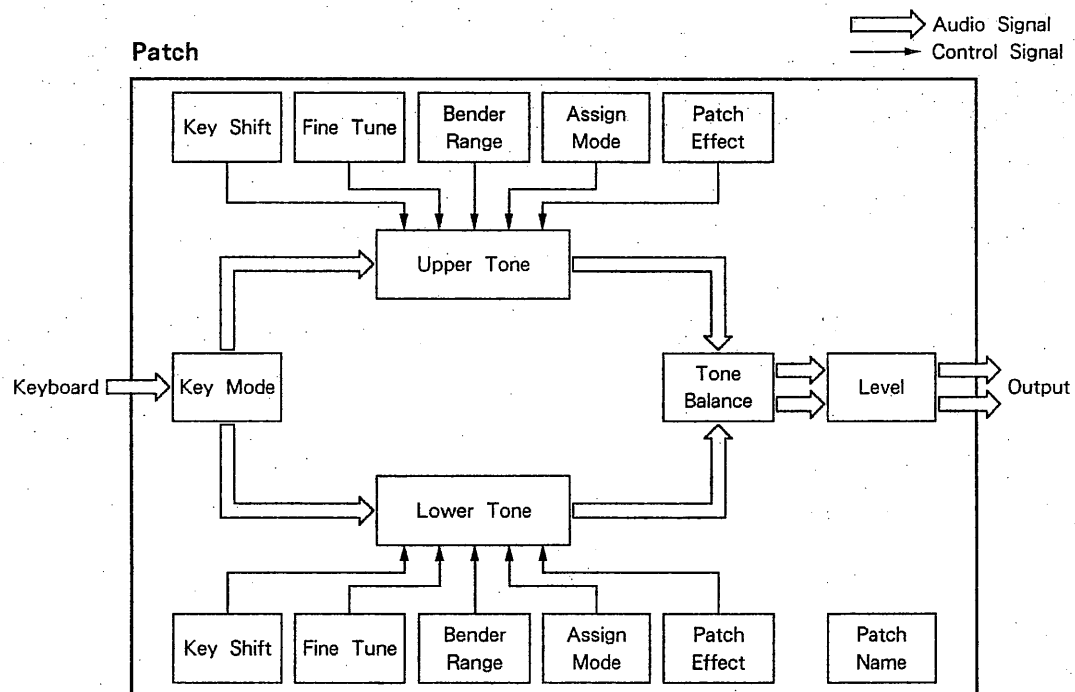 Audio Signal
Control Signal
Patch
Key Shift
Fine Tune
Bender
Range
Assign
Mode
Patch
Effect
Upper Tone
Keyboard
Key Mode
Tone
Balance
Level
Output
Lower Tone
Key Shift
Fine Tune
Bender
Range
Assign
Mode
Patch
Effect
Patch
Name